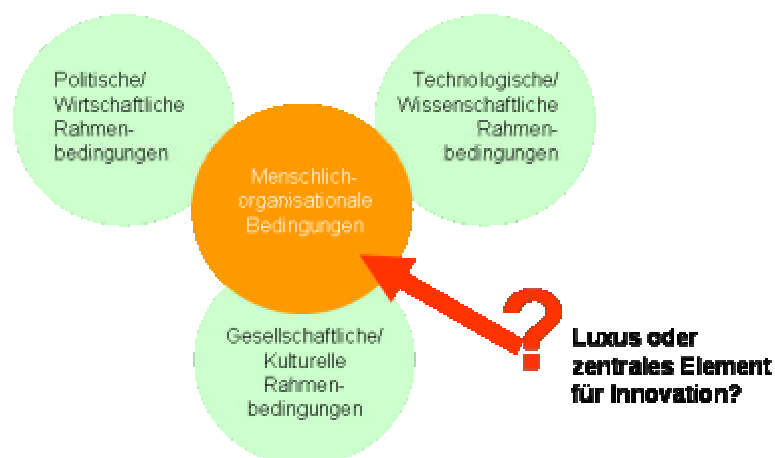 Politische/
Wirtschaftliche
Rahmen-
bedingungen
Technologische/
Wissenschaftliche
Rahmen-
bedingungen
Menschlich-
organisationale
Bedingungen
Gesellschaftliche/
Kulturelle
Rahmen-
bedingungen
?
Luxus oder
zentrales Element
für Innovation?